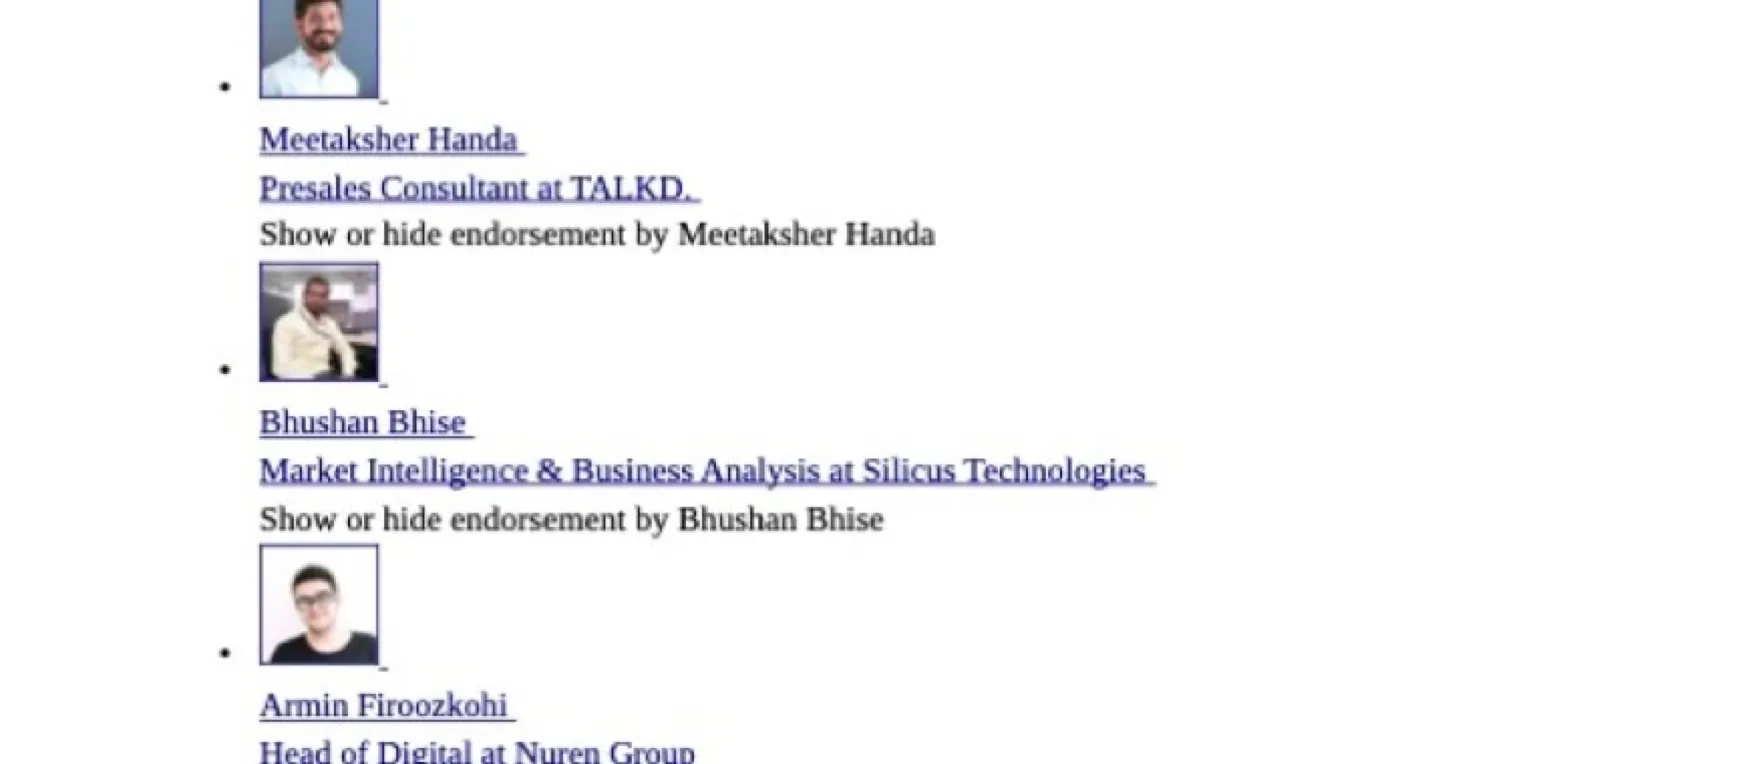 Meetaksher Handa
Presales Consultant at TALKD.
Show or hide endorsement by Meetaksher Handa
Bhushan Bhise
Market Intelligence & Business Analysis at Silicus Technologies
Show or hide endorsement by Bhushan Bhise
Armin Firoozkohi
Head of Digital at Nuren Group